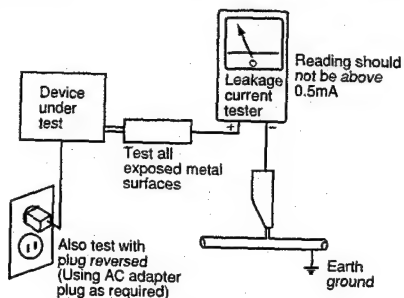 Device
under
test
Leakage
current
tester
+ −
Reading should
not be above
0.5mA
Test all
exposed metal
surfaces
Also test with
plug reversed
(Using AC adapter
plug as required)
Earth
ground